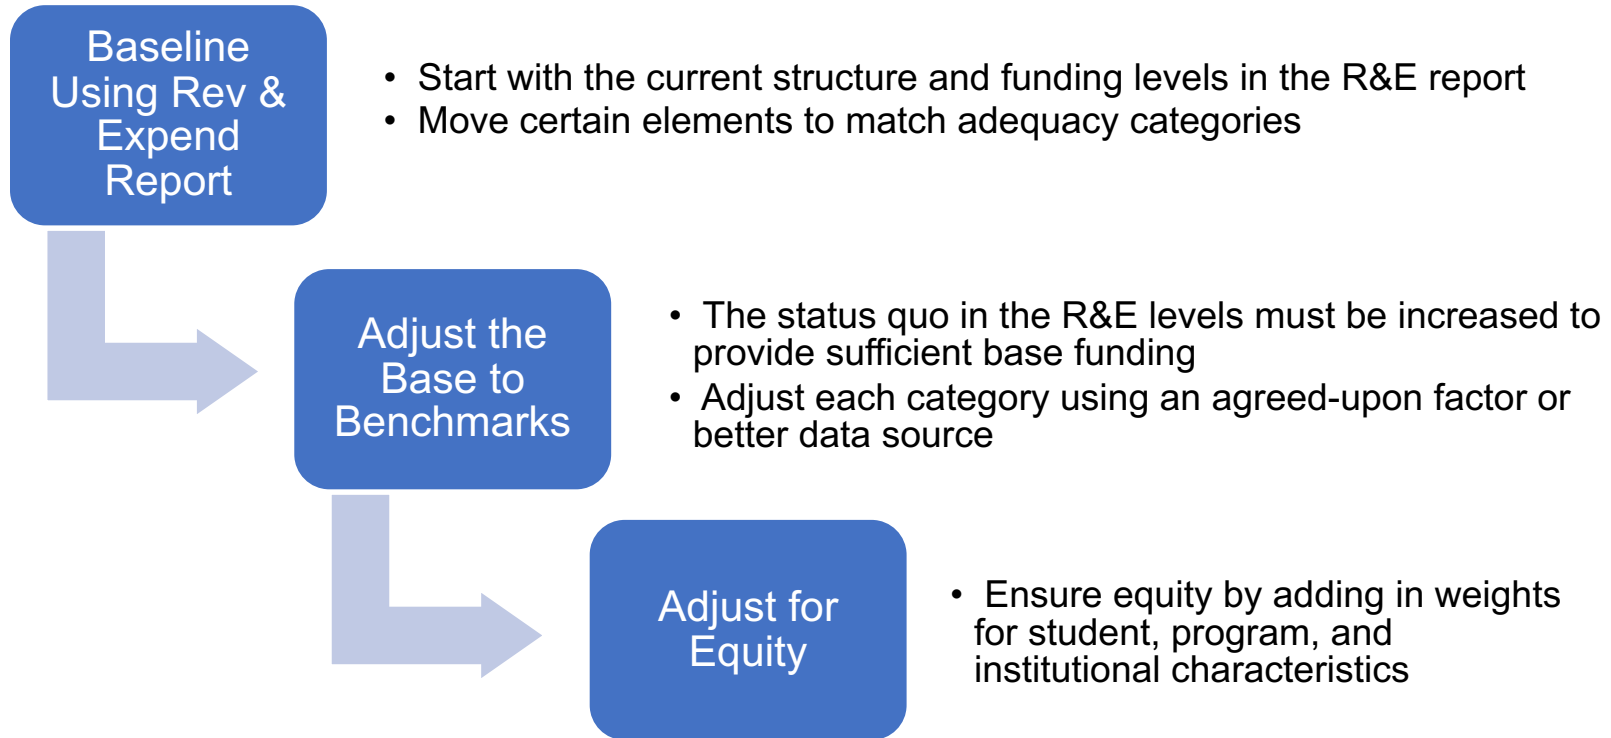 Baseline
Using Rev &
Expend
Report
• Start with the current structure and funding levels in the R&E report
• Move certain elements to match adequacy categories
Adjust the
Base to
Benchmarks
• The status quo in the R&E levels must be increased to
provide sufficient base funding
• Adjust each category using an agreed-upon factor or
better data source
Adjust for
Equity
• Ensure equity by adding in weights
for student, program, and
institutional characteristics